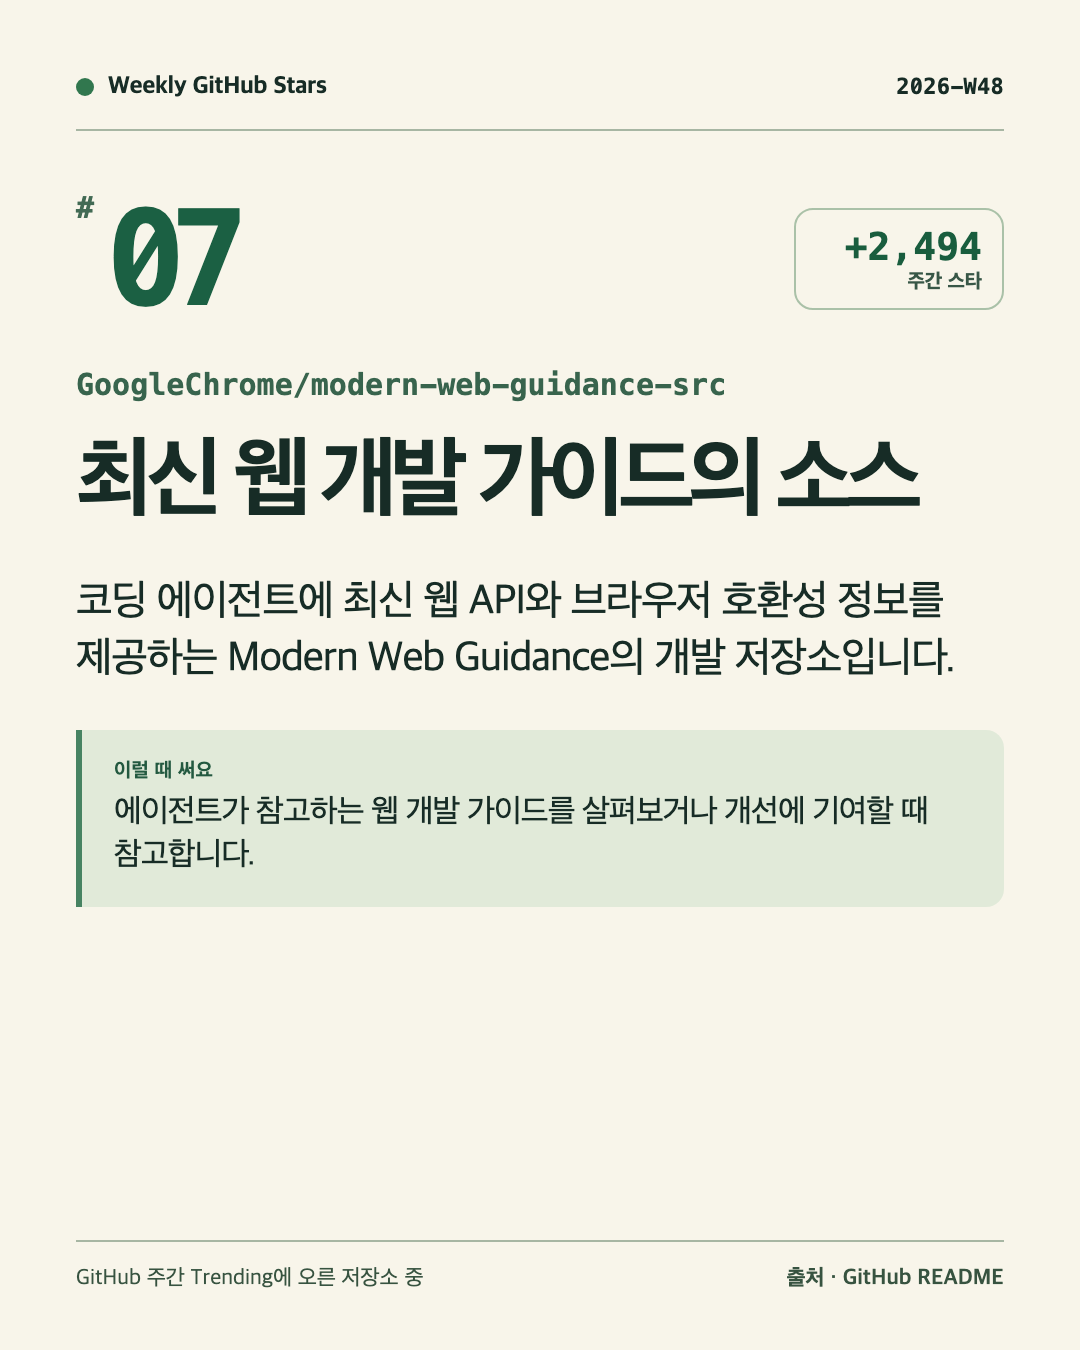 Weekly GitHub Stars
2026-W48
#07
+2,494
주간 스타
GoogleChrome/modern-web-guidance-src
최신 웹 개발 가이드의 소스
코딩 에이전트에 최신 웹 API와 브라우저 호환성 정보를
제공하는 Modern Web Guidance의 개발 저장소입니다.
이럴 때 써요
에이전트가 참고하는 웹 개발 가이드를 살펴보거나 개선에 기여할 때
참고합니다.
GitHub 주간 Trending에 오른 저장소 중
출처 · GitHub README